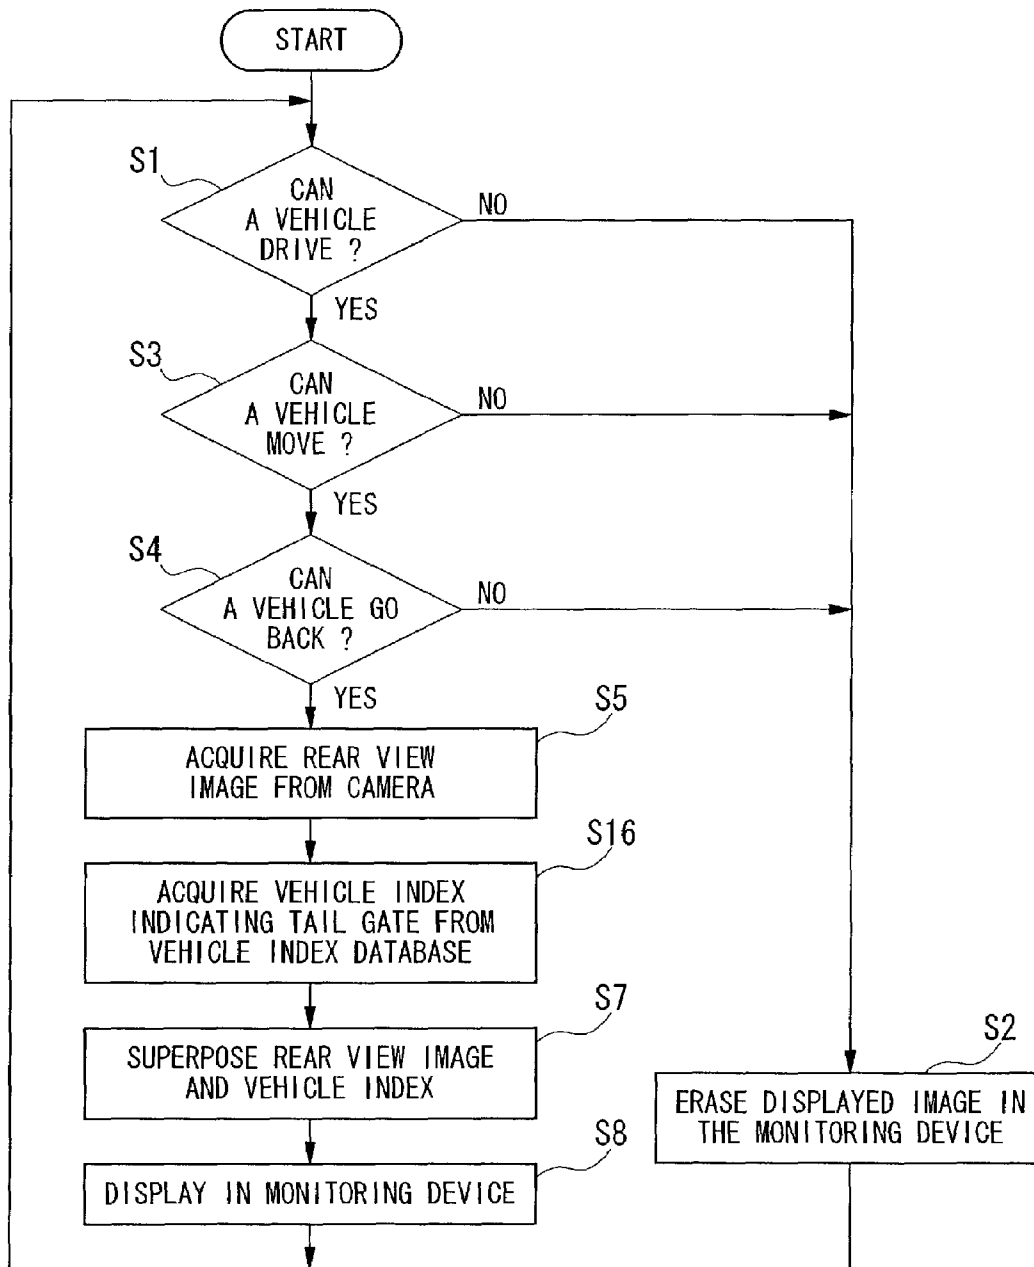 START
S1
CAN
A VEHICLE
DRIVE ?
NO
YES
S3
CAN
A VEHICLE
MOVE ?
NO
YES
S4
CAN
A VEHICLE GO
BACK ?
NO
YES
S5
ACQUIRE REAR VIEW
IMAGE FROM CAMERA
S16
ACQUIRE VEHICLE INDEX
INDICATING TAIL GATE FROM
VEHICLE INDEX DATABASE
S7
SUPERPOSE REAR VIEW IMAGE
AND VEHICLE INDEX
S2
ERASE DISPLAYED IMAGE IN
THE MONITORING DEVICE
S8
DISPLAY IN MONITORING DEVICE